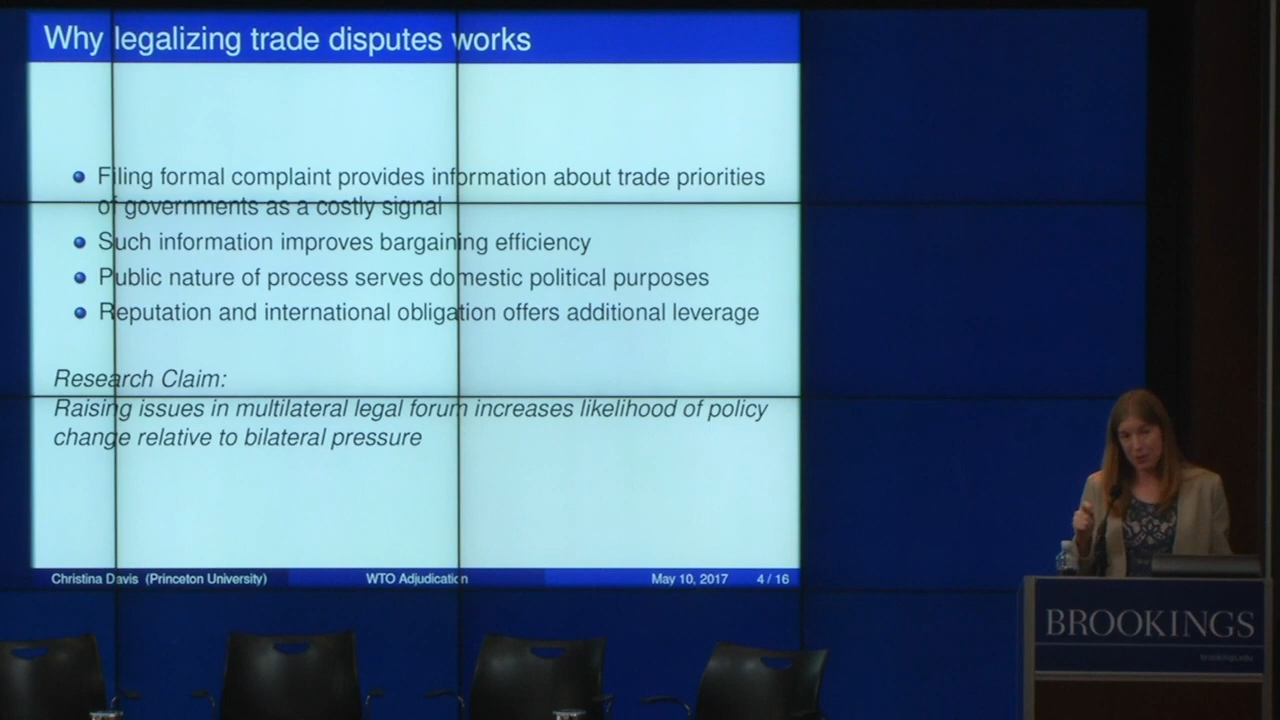 Why legalizing trade disputes works
Filing formal complaint provides information about trade priorities
of governments as a costly signal
Such information improves bargaining efficiency
Public nature of process serves domestic political purposes
Reputation and international obligation offers additional leverage
Research Claim:
Raising issues in multilateral legal forum increases likelihood of policy
change relative to bilateral pressure
Christina Davis (Princeton University) WTO Adjudication May 10, 2017 4 / 16
BROOKINGS
brookings.edu